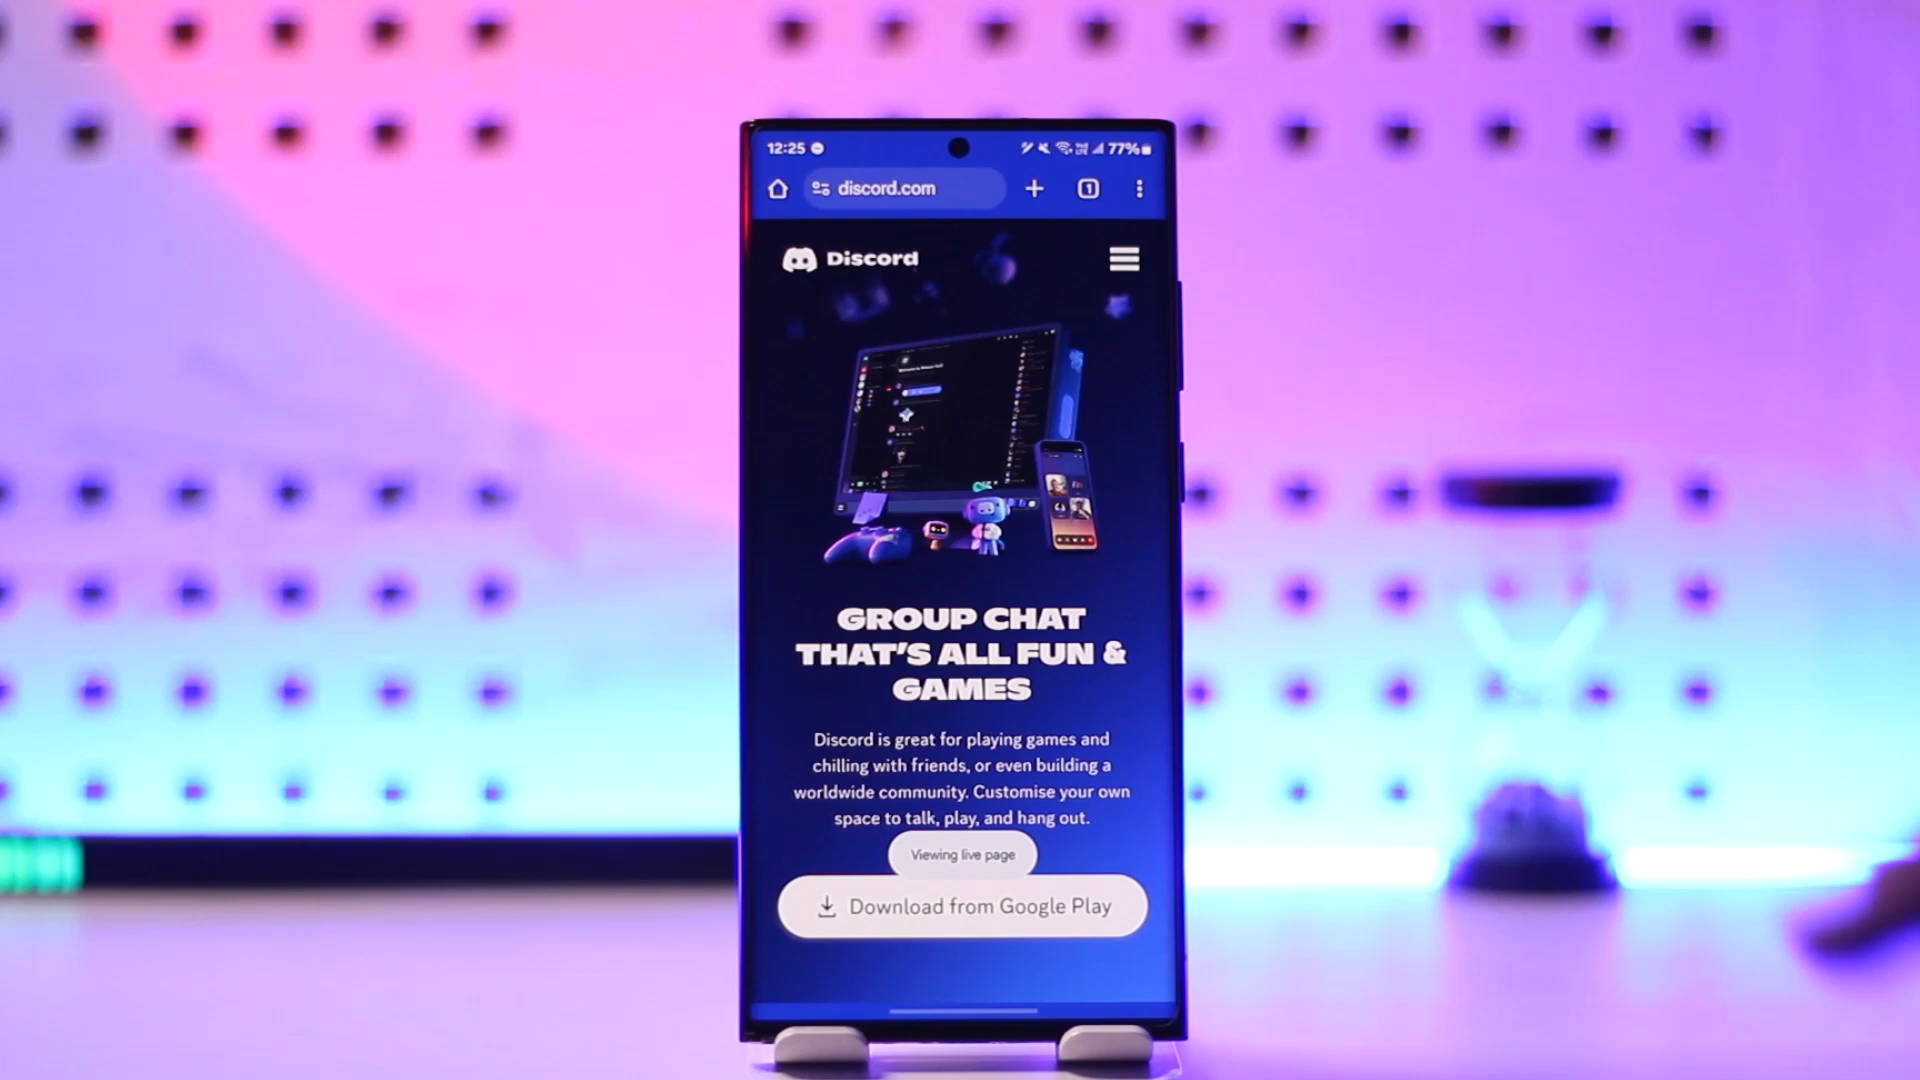 12:25
77%
discord.com
1
Discord
GROUP CHAT
THAT'S ALL FUN &
GAMES
Discord is great for playing games and
chilling with friends, or even building a
worldwide community. Customise your own
space to talk, play, and hang out.
Viewing live page
Download from Google Play